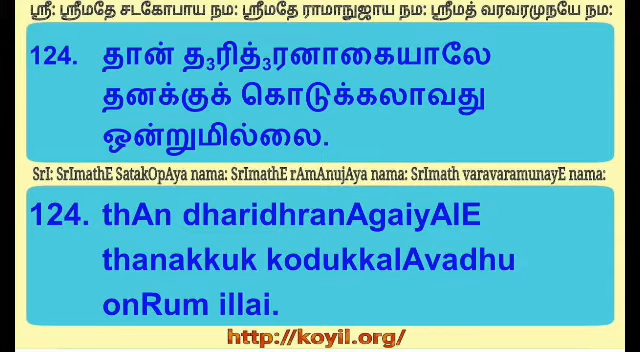 ஸ்ரீ: ஸ்ரீமதே சடகோபாய நம: ஸ்ரீமதே ராமாநுஜாய நம: ஸ்ரீமத் வரவரமுநயே நம:
124. தான் த₃ரித்₃ரனாகையாலே
தனக்குக் கொடுக்கலாவது
ஒன்றுமில்லை.
SrI: SrImathE SatakOpAya nama: SrImathE rAmAnujAya nama: SrImath varavaramunayE nama:
124. thAn dharidhranAgaiyAlE
thanakkuk kodukkalAvadhu
onRum illai.
http://koyil.org/